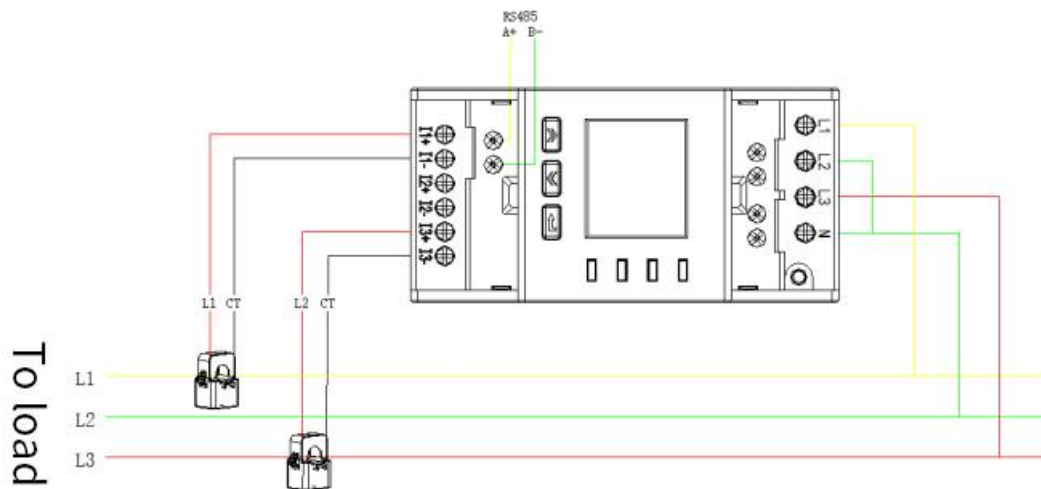 RS485
A+ B-
I1+
I1-
I2+
I2-
I3+
I3-
L1
L2
L3
N
L1 CT
L2 CT
To load
L1
L2
L3